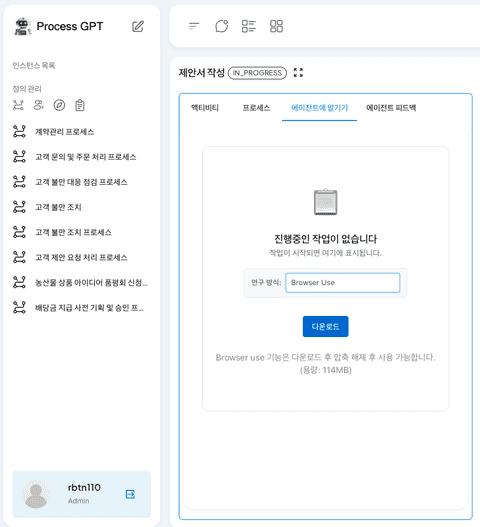 Process GPT
인스턴스 목록
정의 관리
계약관리 프로세스
고객 문의 및 주문 처리 프로세스
고객 불만 대응 점검 프로세스
고객 불만 조치
고객 불만 조치 프로세스
고객 제안 요청 처리 프로세스
농산물 상품 아이디어 품평회 신청...
배당금 지급 사전 기획 및 승인 프...
rbtn110
Admin
제안서 작성 IN_PROGRESS
액티비티 프로세스 에이전트에 맡기기 에이전트 피드백
진행중인 작업이 없습니다
작업이 시작되면 여기에 표시됩니다.
연구 방식: Browser Use
다운로드
Browser use 기능은 다운로드 후 압축 해제 후 사용 가능합니다.
(용량: 114MB)